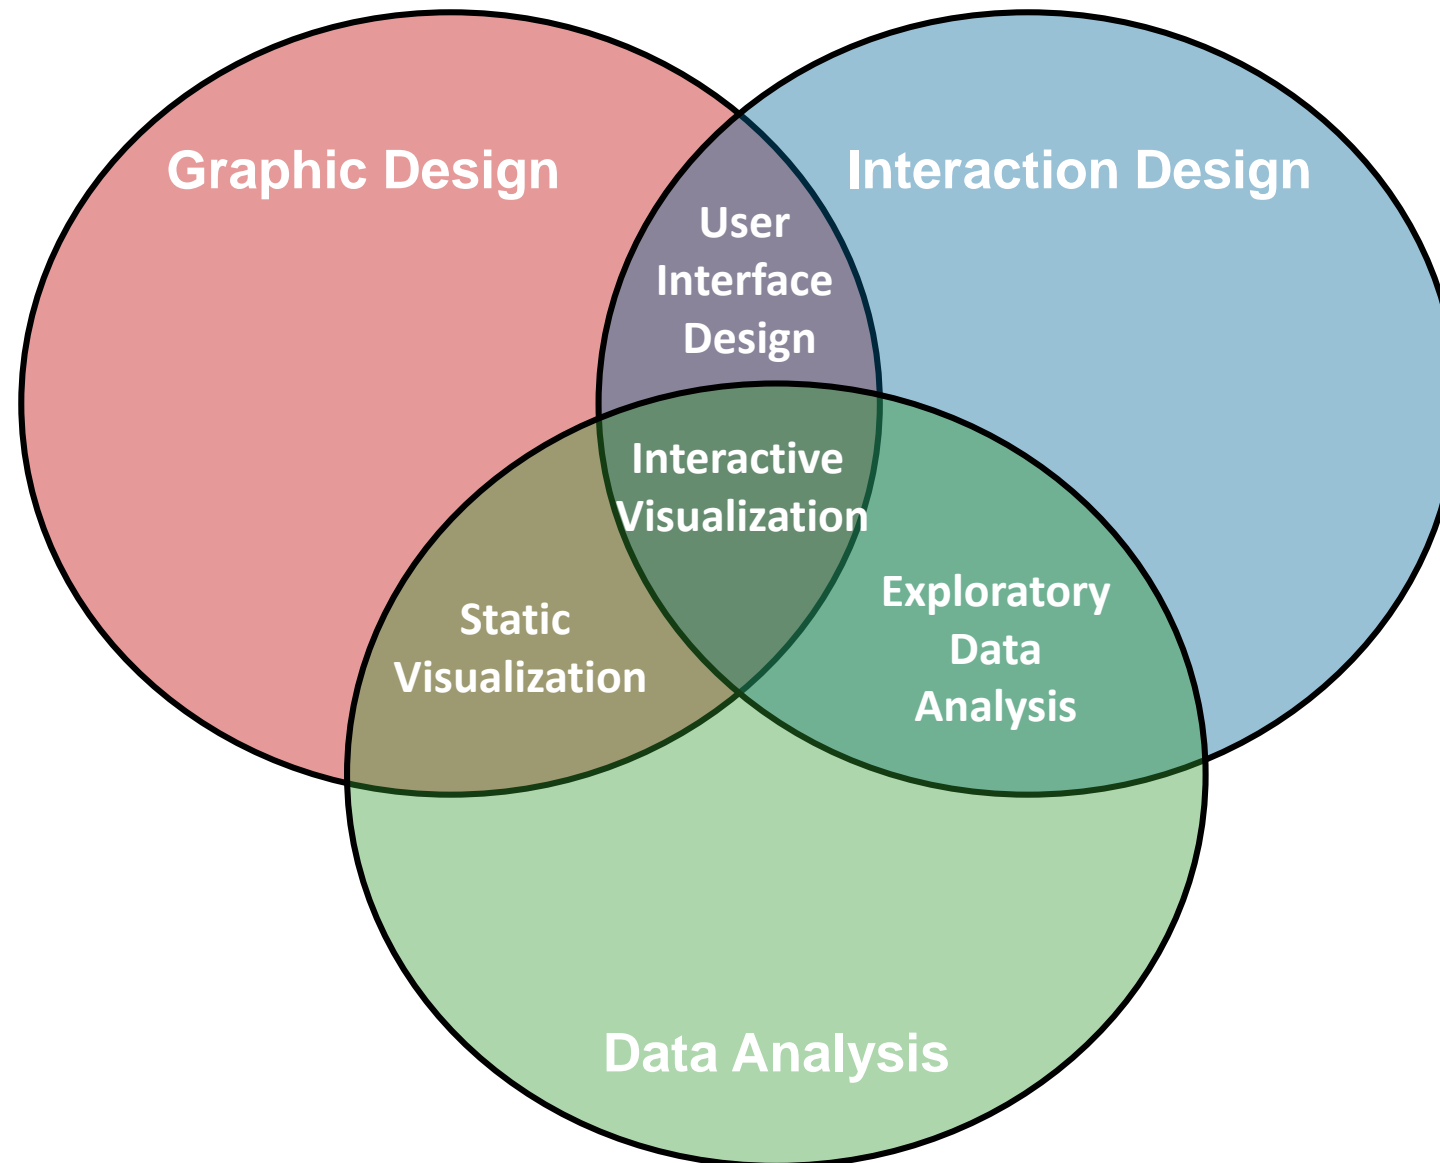 Graphic Design
Interaction Design
User
Interface
Design
Interactive
Visualization
Static
Visualization
Exploratory
Data
Analysis
Data Analysis